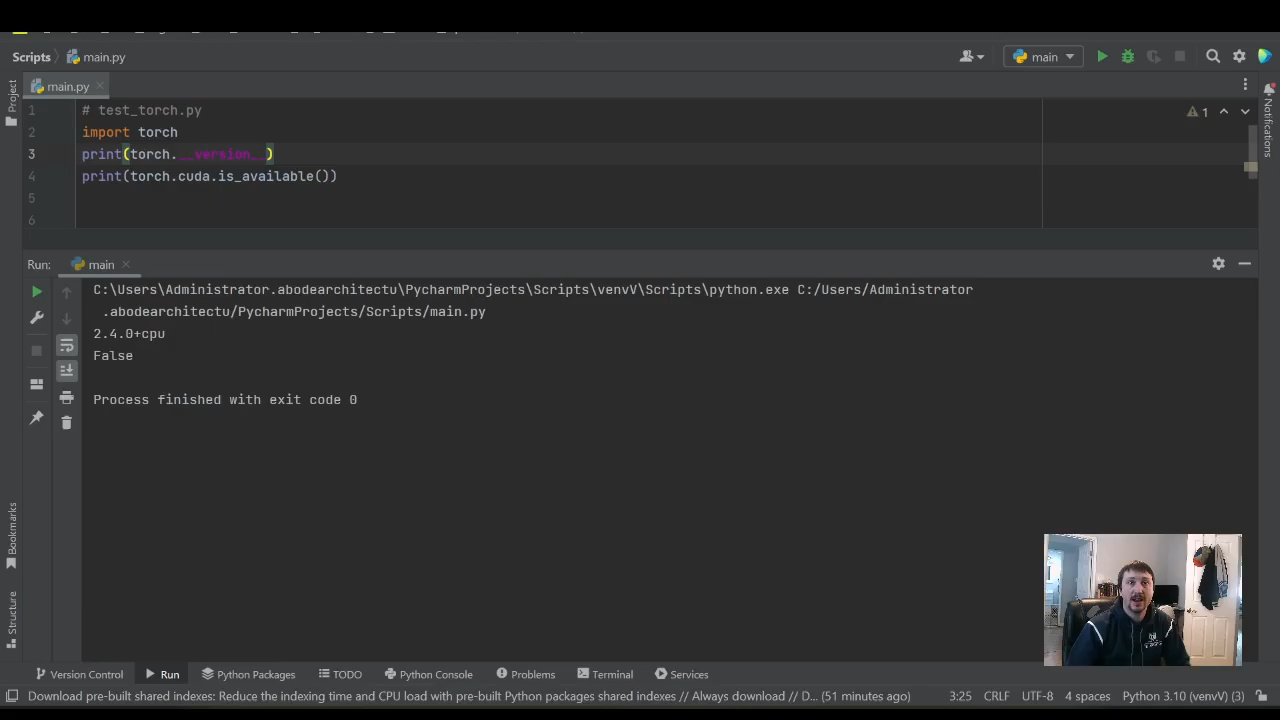 Scripts
main.py
main
main.py
1
# test_torch.py
1
2
import torch
3
print(torch.__version__)
4
print(torch.cuda.is_available())
5
6
Project
Notifications
Run:
main
C:\Users\Administrator.abodearchitectu\PycharmProjects\Scripts\venvV\Scripts\python.exe C:/Users/Administrator
.abodearchitectu/PycharmProjects/Scripts/main.py
2.4.0+cpu
False
Process finished with exit code 0
Bookmarks
Structure
Version Control
Run
Python Packages
TODO
Python Console
Problems
Terminal
Services
Download pre-built shared indexes: Reduce the indexing time and CPU load with pre-built Python packages shared indexes // Always download // D... (51 minutes ago)
3:25
CRLF
UTF-8
4 spaces
Python 3.10 (venvV) (3)